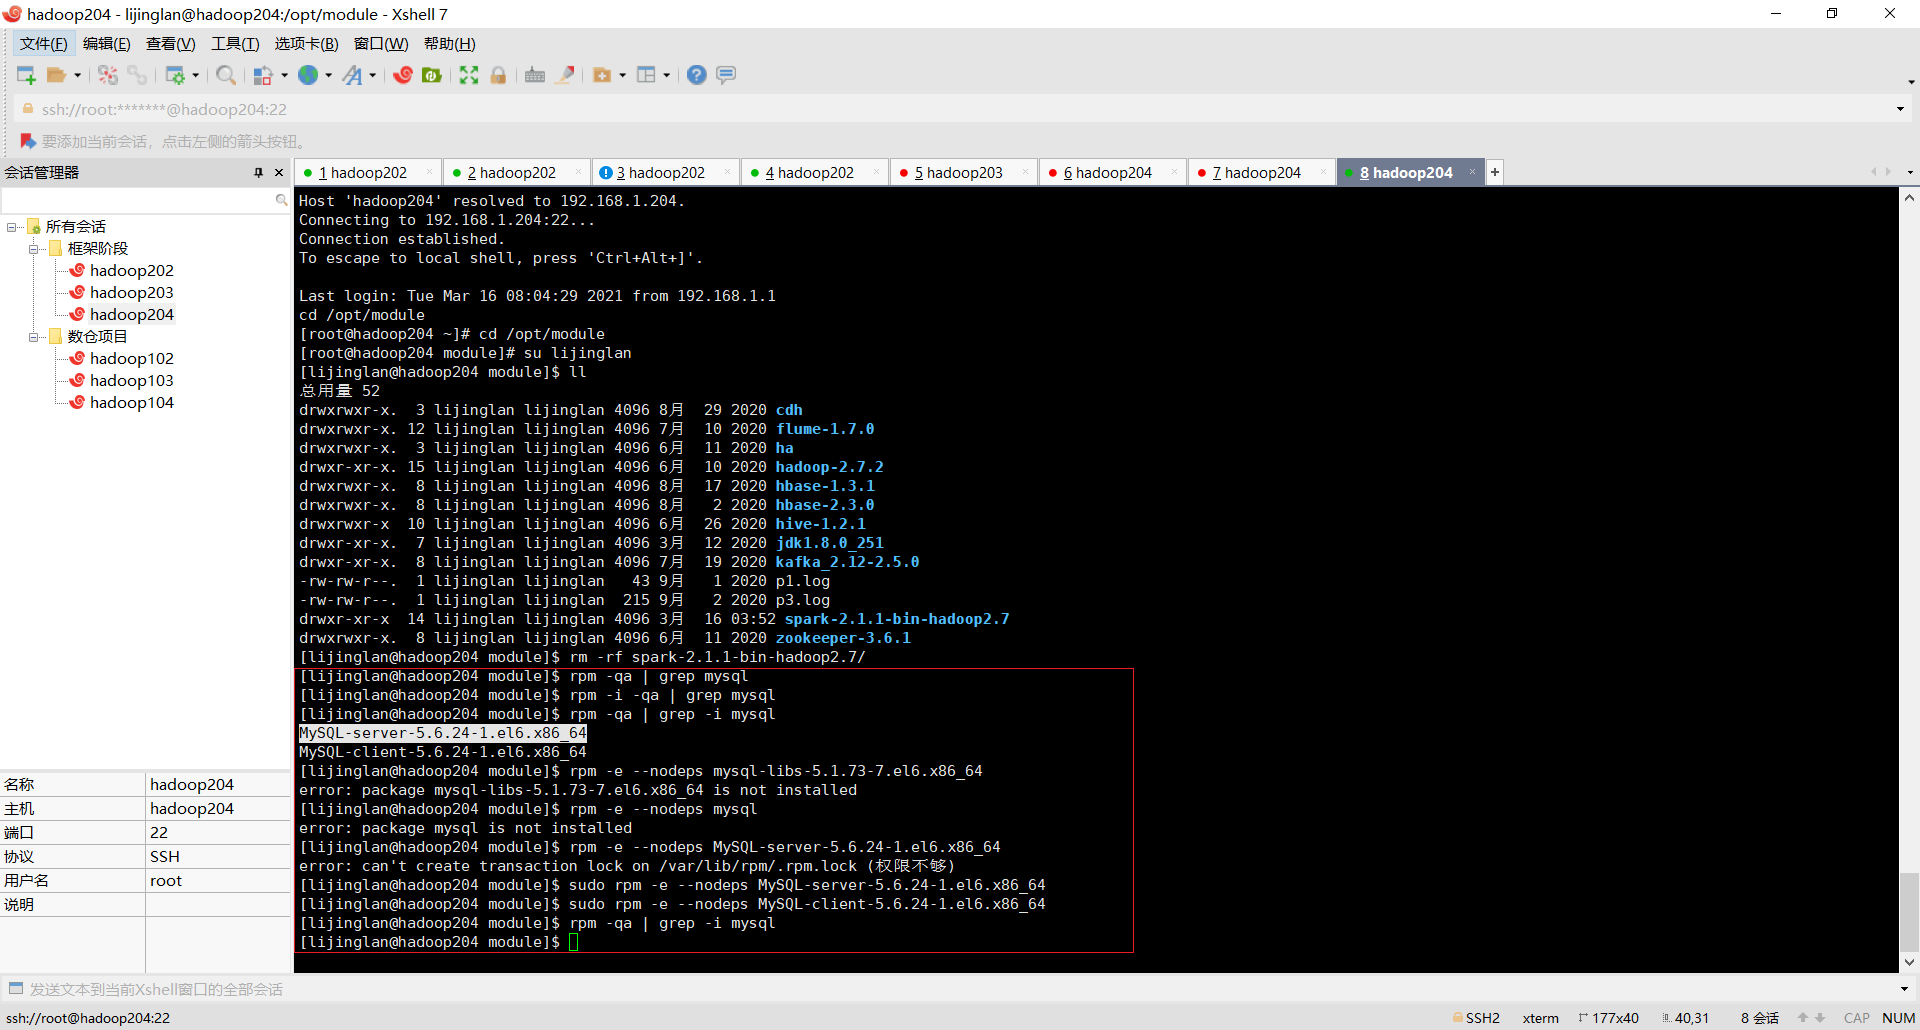 hadoop204 - lijinglan@hadoop204:/opt/module - Xshell 7
文件(F) 编辑(E) 查看(V) 工具(T) 选项卡(B) 窗口(W) 帮助(H)
ssh://root:*******@hadoop204:22
要添加当前会话，点击左侧的箭头按钮。
会话管理器
1 hadoop202 2 hadoop202 3 hadoop202 4 hadoop202 5 hadoop203 6 hadoop204 7 hadoop204 8 hadoop204
所有会话
框架阶段
hadoop202
hadoop203
hadoop204
数仓项目
hadoop102
hadoop103
hadoop104
名称 hadoop204
主机 hadoop204
端口 22
协议 SSH
用户名 root
说明
Host 'hadoop204' resolved to 192.168.1.204.
Connecting to 192.168.1.204:22...
Connection established.
To escape to local shell, press 'Ctrl+Alt+]'.
Last login: Tue Mar 16 08:04:29 2021 from 192.168.1.1
cd /opt/module
[root@hadoop204 ~]# cd /opt/module
[root@hadoop204 module]# su lijinglan
[lijinglan@hadoop204 module]$ ll
总用量 52
drwxrwxr-x.  3 lijinglan lijinglan 4096 8月  29 2020 cdh
drwxrwxr-x. 12 lijinglan lijinglan 4096 7月  10 2020 flume-1.7.0
drwxrwxr-x.  3 lijinglan lijinglan 4096 6月  11 2020 ha
drwxr-xr-x. 15 lijinglan lijinglan 4096 6月  10 2020 hadoop-2.7.2
drwxr-xr-x.  8 lijinglan lijinglan 4096 8月  17 2020 hbase-1.3.1
drwxr-xr-x.  8 lijinglan lijinglan 4096 8月   2 2020 hbase-2.3.0
drwxrwxr-x  10 lijinglan lijinglan 4096 6月  26 2020 hive-1.2.1
drwxr-xr-x.  7 lijinglan lijinglan 4096 3月  12 2020 jdk1.8.0_251
drwxr-xr-x.  8 lijinglan lijinglan 4096 7月  19 2020 kafka_2.12-2.5.0
-rw-rw-r--.  1 lijinglan lijinglan   43 9月   1 2020 p1.log
-rw-rw-r--.  1 lijinglan lijinglan  215 9月   2 2020 p3.log
drwxr-xr-x  14 lijinglan lijinglan 4096 3月  16 03:52 spark-2.1.1-bin-hadoop2.7
drwxrwxr-x.  8 lijinglan lijinglan 4096 6月  11 2020 zookeeper-3.6.1
[lijinglan@hadoop204 module]$ rm -rf spark-2.1.1-bin-hadoop2.7/
[lijinglan@hadoop204 module]$ rpm -qa | grep mysql
[lijinglan@hadoop204 module]$ rpm -i -qa | grep mysql
[lijinglan@hadoop204 module]$ rpm -qa | grep -i mysql
MySQL-server-5.6.24-1.el6.x86_64
MySQL-client-5.6.24-1.el6.x86_64
[lijinglan@hadoop204 module]$ rpm -e --nodeps mysql-libs-5.1.73-7.el6.x86_64
error: package mysql-libs-5.1.73-7.el6.x86_64 is not installed
[lijinglan@hadoop204 module]$ rpm -e --nodeps mysql
error: package mysql is not installed
[lijinglan@hadoop204 module]$ rpm -e --nodeps MySQL-server-5.6.24-1.el6.x86_64
error: can't create transaction lock on /var/lib/rpm/.rpm.lock (权限不够)
[lijinglan@hadoop204 module]$ sudo rpm -e --nodeps MySQL-server-5.6.24-1.el6.x86_64
[lijinglan@hadoop204 module]$ sudo rpm -e --nodeps MySQL-client-5.6.24-1.el6.x86_64
[lijinglan@hadoop204 module]$ rpm -qa | grep -i mysql
[lijinglan@hadoop204 module]$
发送文本到当前Xshell窗口的全部会话
ssh://root@hadoop204:22 SSH2 xterm 177x40 40,31 8 会话 CAP NUM